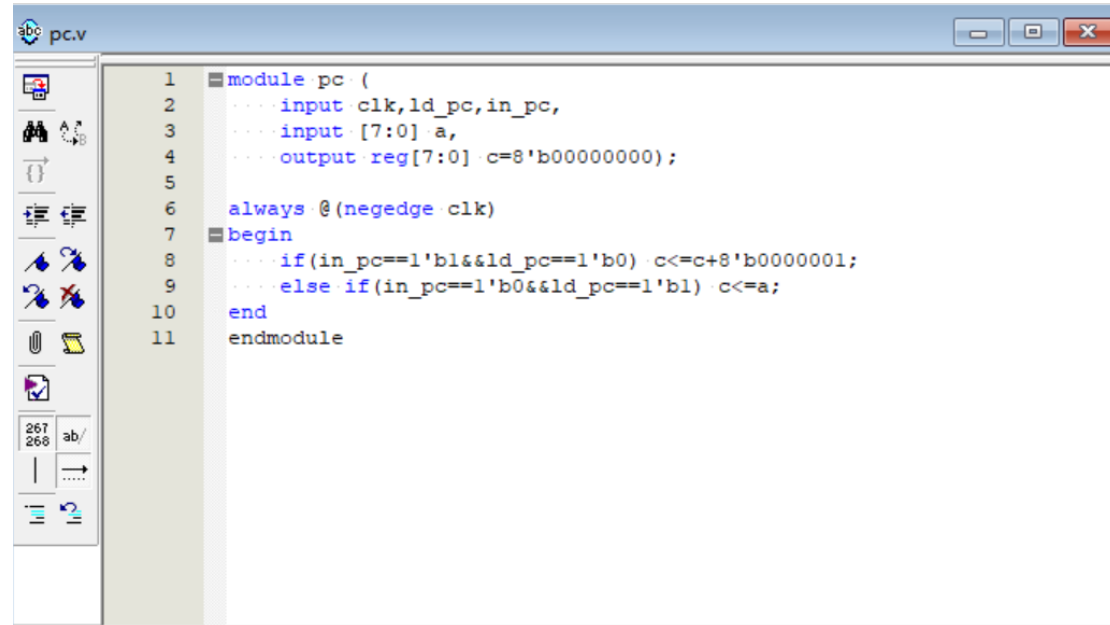 pc.v
1 module pc (
2 input clk,ld_pc,in_pc,
3 input [7:0] a,
4 output reg[7:0] c=8'b00000000);
5
6 always @(negedge clk)
7 begin
8 if(in_pc==1'b1&&ld_pc==1'b0) c<=c+8'b0000001;
9 else if(in_pc==1'b0&&ld_pc==1'b1) c<=a;
10 end
11 endmodule
abc
A
B
{}
267
268 ab/